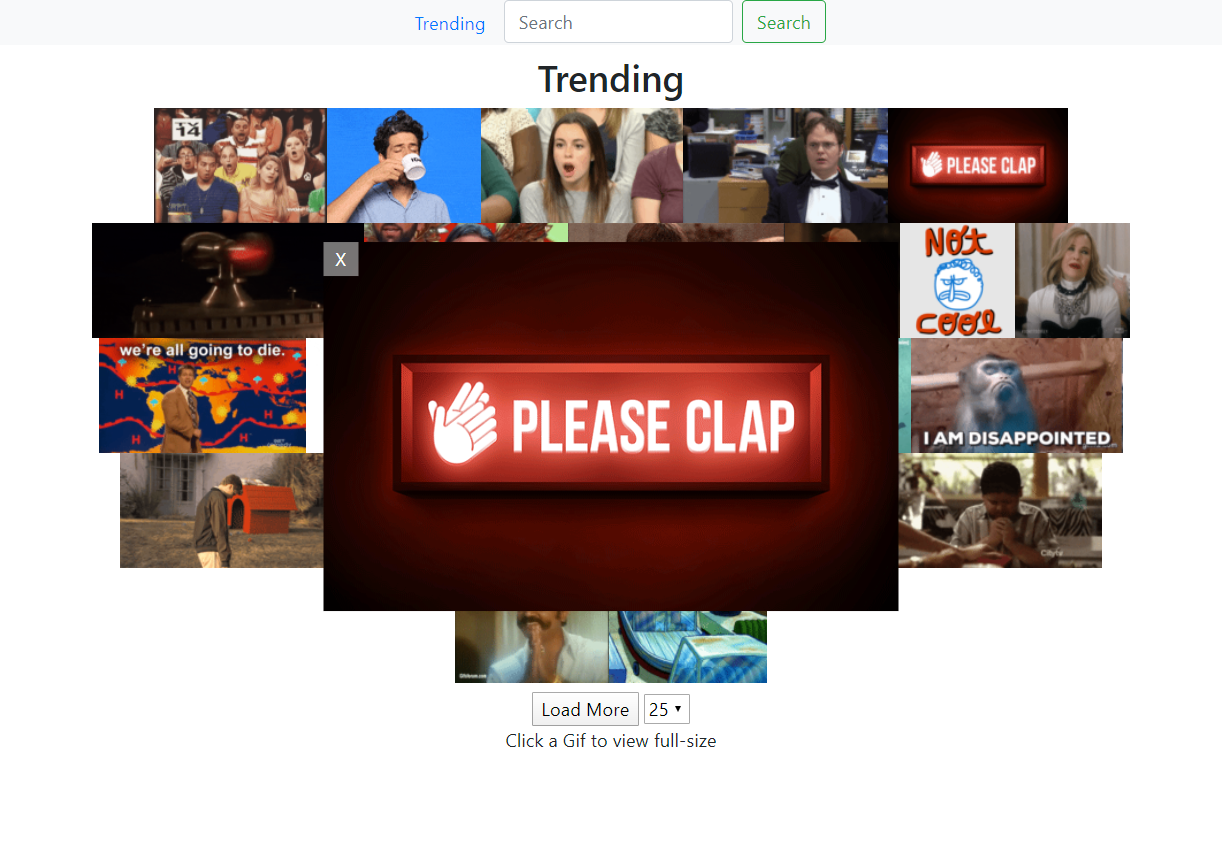 Trending
Search
Search
Trending
14
PLEASE CLAP
X
NOt
cooL
we're all going to die.
PLEASE CLAP
I AM DISAPPOINTED
Load More
25
Click a Gif to view full-size